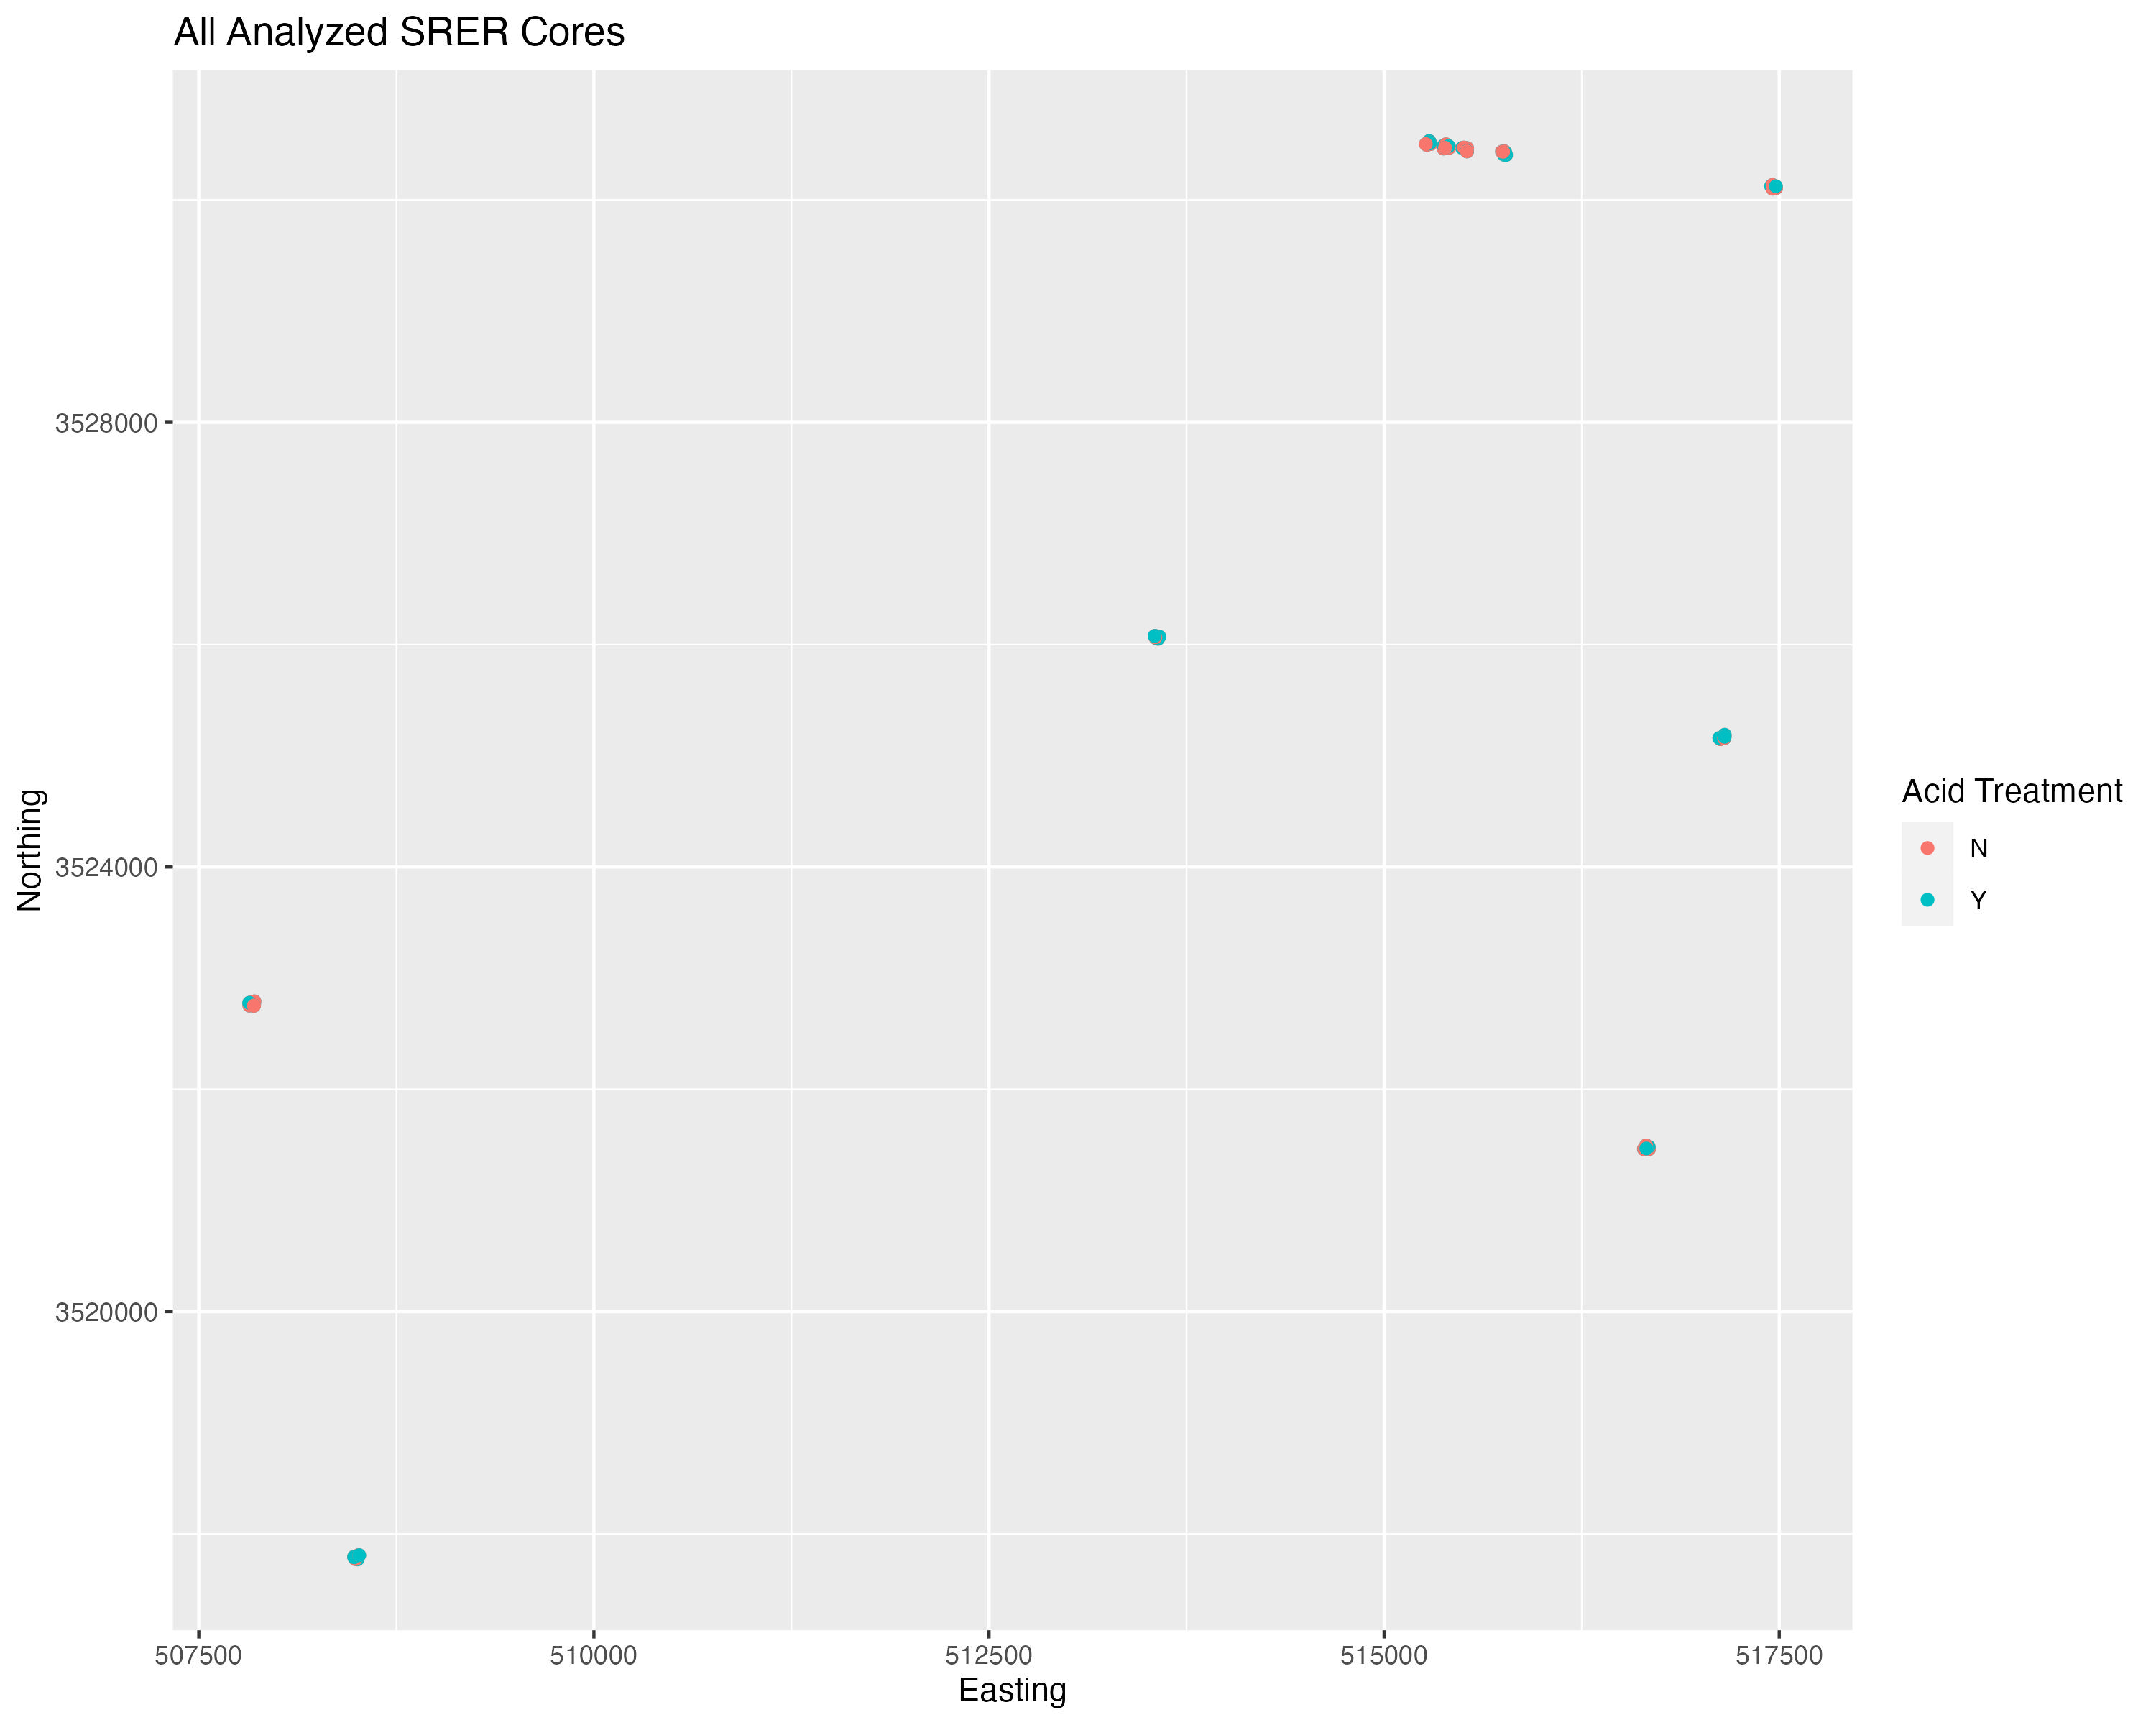 All Analyzed SRER Cores
Northing
3528000
3524000
3520000
507500 510000 512500 515000 517500
Easting
Acid Treatment
N
Y